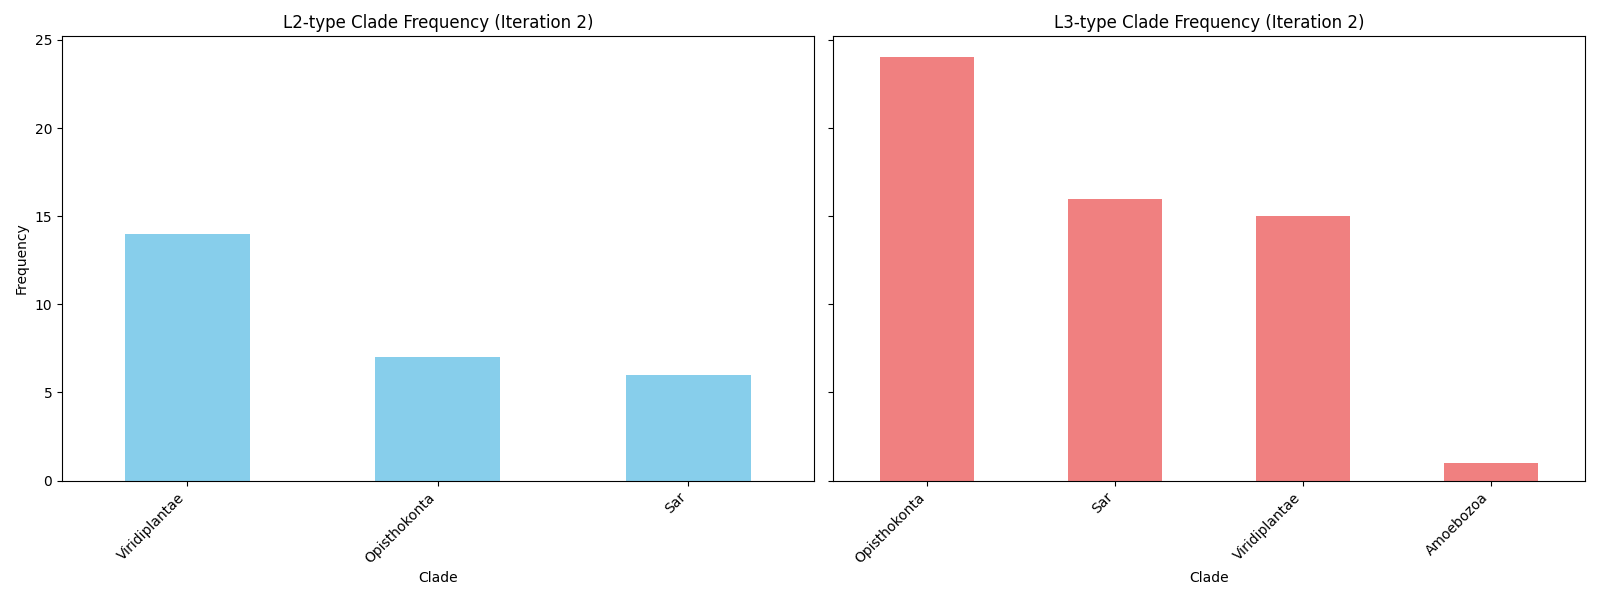 L2-type Clade Frequency (Iteration 2)
Frequency
25
20
15
10
5
0
Viridiplantae
Opisthokonta
Sar
Clade
L3-type Clade Frequency (Iteration 2)
Opisthokonta
Sar
Viridiplantae
Amoebozoa
Clade